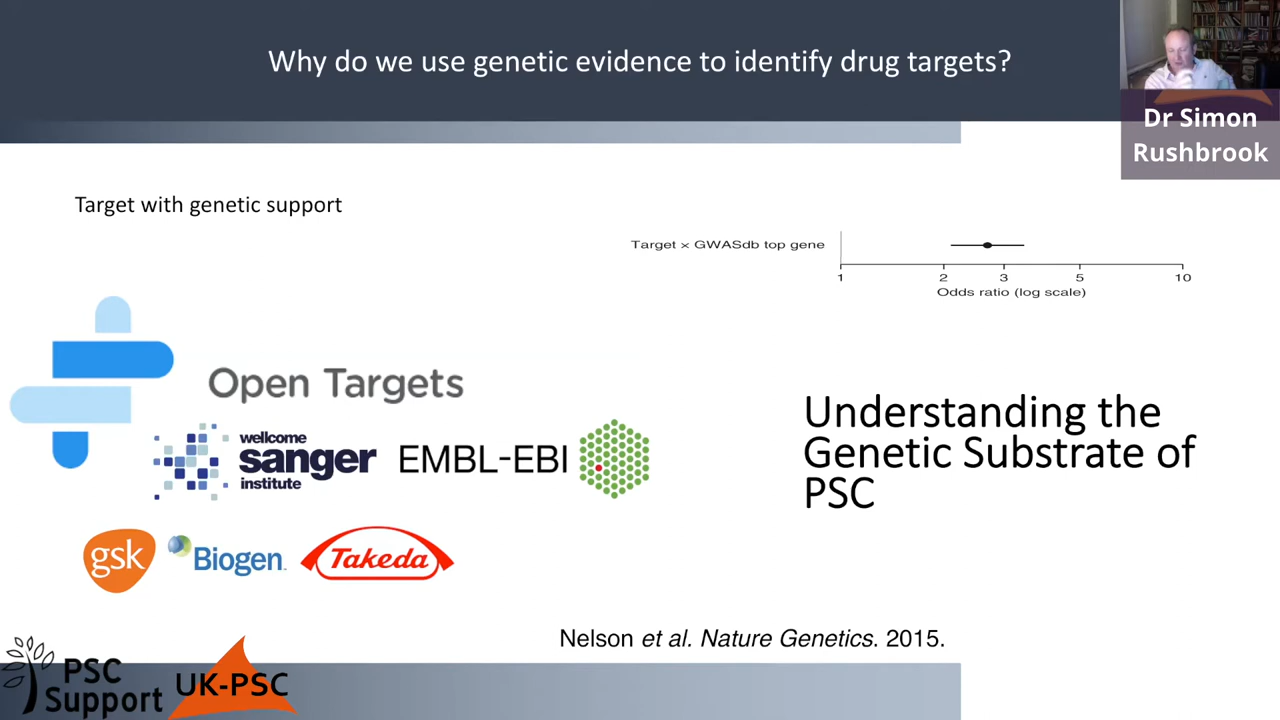 Why do we use genetic evidence to identify drug targets?
Dr Simon
Rushbrook
Target with genetic support
Target × GWASdb top gene
1 2 3 5 10
Odds ratio (log scale)
Open Targets
wellcome
sanger
institute
EMBL-EBI
Understanding the
Genetic Substrate of
PSC
gsk
Biogen
Takeda
Nelson et al. Nature Genetics. 2015.
PSC
Support
UK-PSC